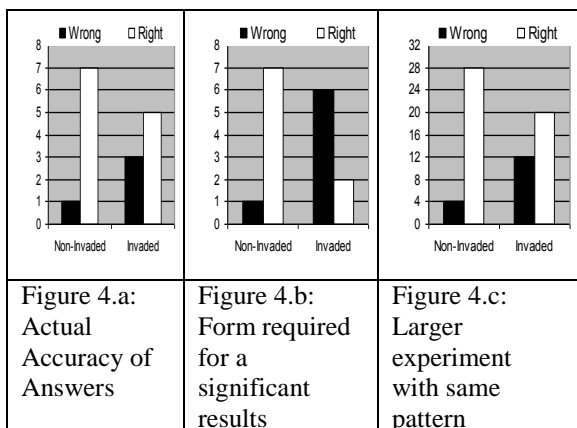 ■Wrong □Right
8
7
6
5
4
3
2
1
0
Non-Invaded Invaded
■Wrong □Right
8
7
6
5
4
3
2
1
0
Non-Invaded Invaded
■Wrong □Right
32
28
24
20
16
12
8
4
0
Non-Invaded Invaded
Figure 4.a:
Actual
Accuracy of
Answers
Figure 4.b:
Form required
for a
significant
results
Figure 4.c:
Larger
experiment
with same
pattern